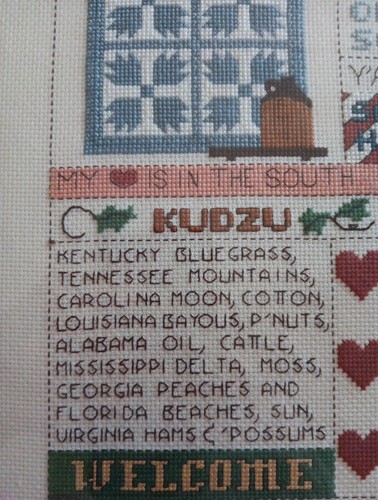 MY ❤ IS IN THE SOUTH
KUDZU
KENTUCKY BLUEGRASS,
TENNESSEE MOUNTAINS,
CAROLINA MOON, COTTON,
LOUISIANA BAYOUS, P'NUTS,
ALABAMA OIL, CATTLE,
MISSISSIPPI DELTA, MOSS,
GEORGIA PEACHES AND
FLORIDA BEACHES, SUN,
VIRGINIA HAMS & 'POSSUMS
WELCOME